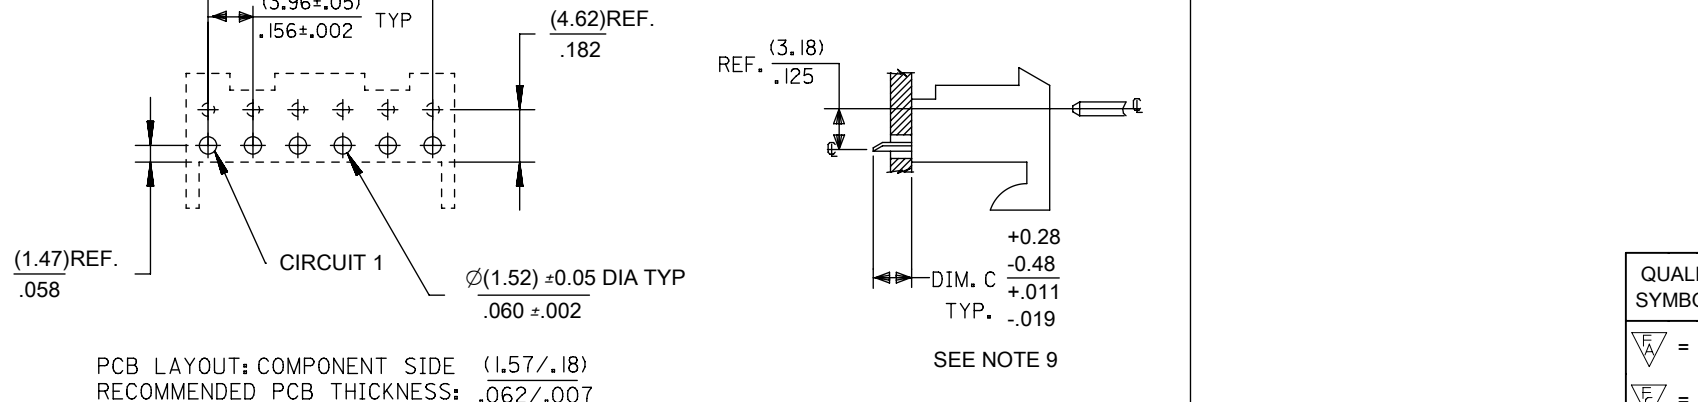 (3.96±.05)
.156±.002 TYP
(4.62)REF.
.182
REF. (3.18)
.125
(1.47)REF.
.058
CIRCUIT 1
Ø(1.52) ±0.05 DIA TYP
.060 ±.002
DIM. C
TYP.
+0.28
-0.48
+.011
-.019
SEE NOTE 9
PCB LAYOUT: COMPONENT SIDE (1.57/.18)
RECOMMENDED PCB THICKNESS: .062/.007
=
=